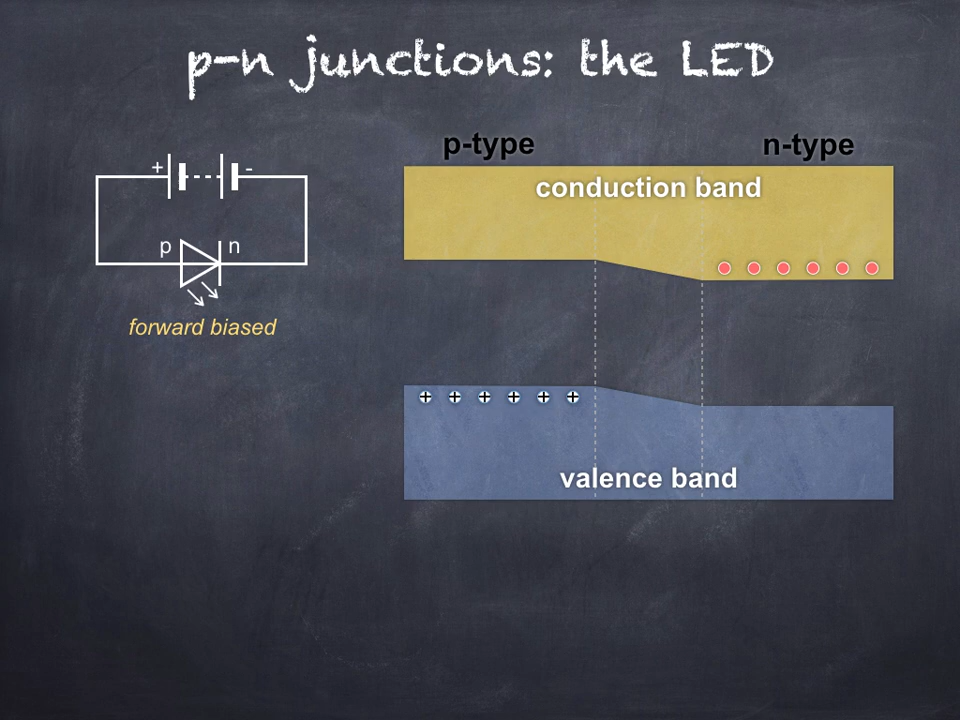 p-n junctions: the LED
p-type
n-type
conduction band
+
-
p
n
forward biased
+ + + + + +
valence band